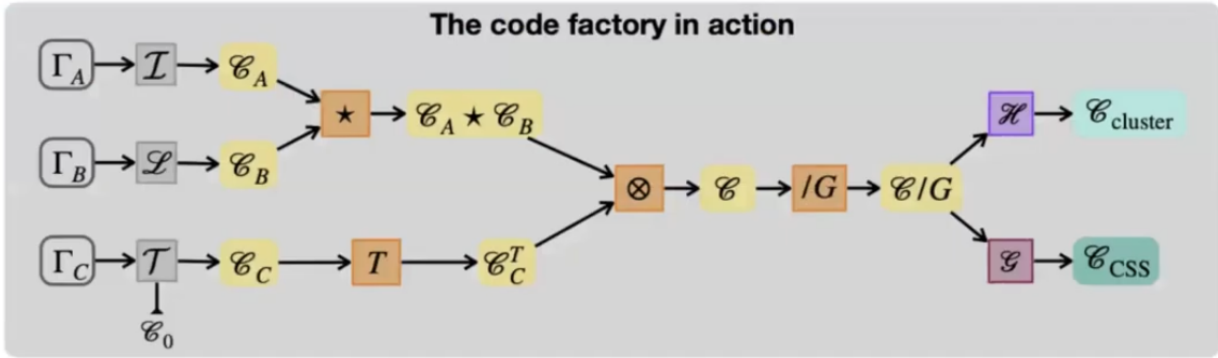 The code factory in action
Γ_A → ℐ → 𝒞_A
Γ_B → ℒ → 𝒞_B
⋆ → 𝒞_A ⋆ 𝒞_B
Γ_C → 𝒯 → 𝒞_C → T → 𝒞_C^T
𝒞_0
⊗ → 𝒞 → /G → 𝒞/G
ℋ → 𝒞_cluster
𝒢 → 𝒞_CSS